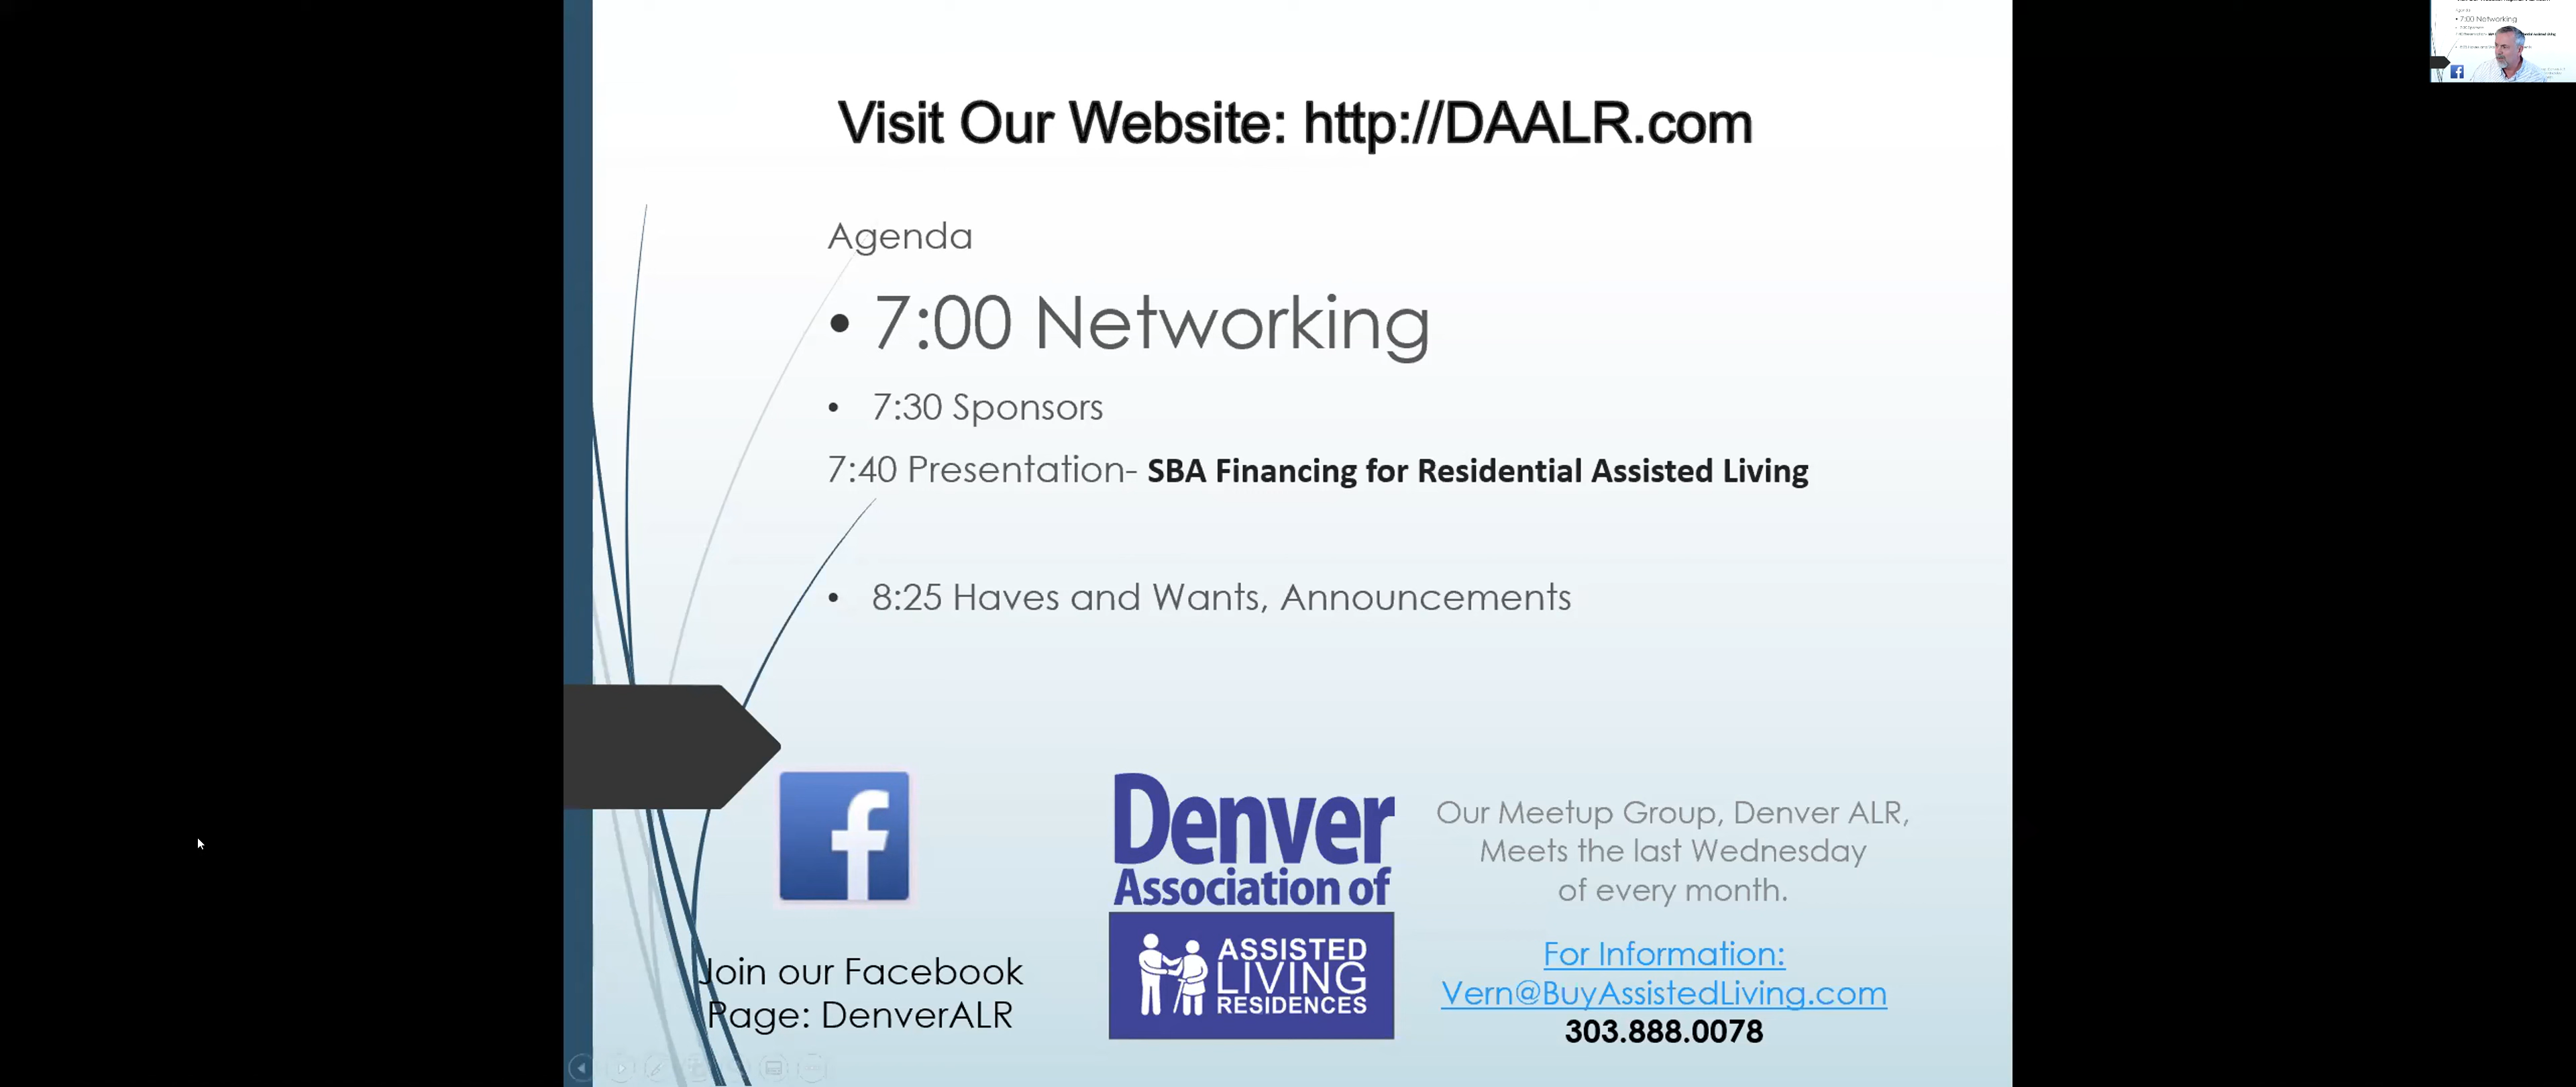 Visit Our Website: http://DAALR.com
Agenda
• 7:00 Networking
• 7:30 Sponsors
7:40 Presentation- SBA Financing for Residential Assisted Living
• 8:25 Haves and Wants, Announcements
f
Join our Facebook
Page: DenverALR
Denver
Association of
ASSISTED
LIVING
RESIDENCES
Our Meetup Group, Denver ALR,
Meets the last Wednesday
of every month.
For Information:
Vern@BuyAssistedLiving.com
303.888.0078
7:00 Networking